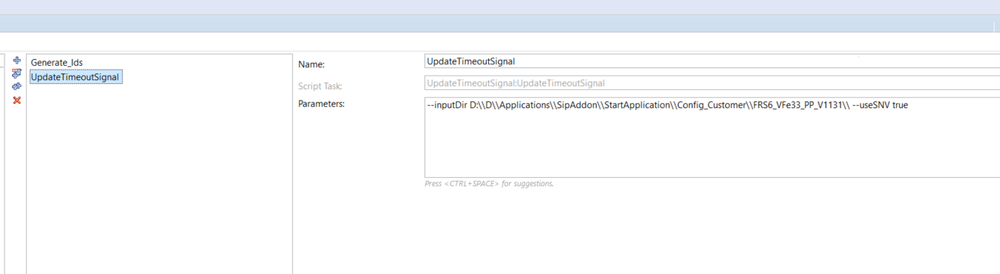 Generate_Ids
UpdateTimeoutSignal
Name:
UpdateTimeoutSignal
Script Task:
UpdateTimeoutSignal:UpdateTimeoutSignal
Parameters:
--inputDir D:\\D\\Applications\\SipAddon\\StartApplication\\Config_Customer\\FRS6_VFe33_PP_V1131\\ --useSNV true
Press <CTRL+SPACE> for suggestions.